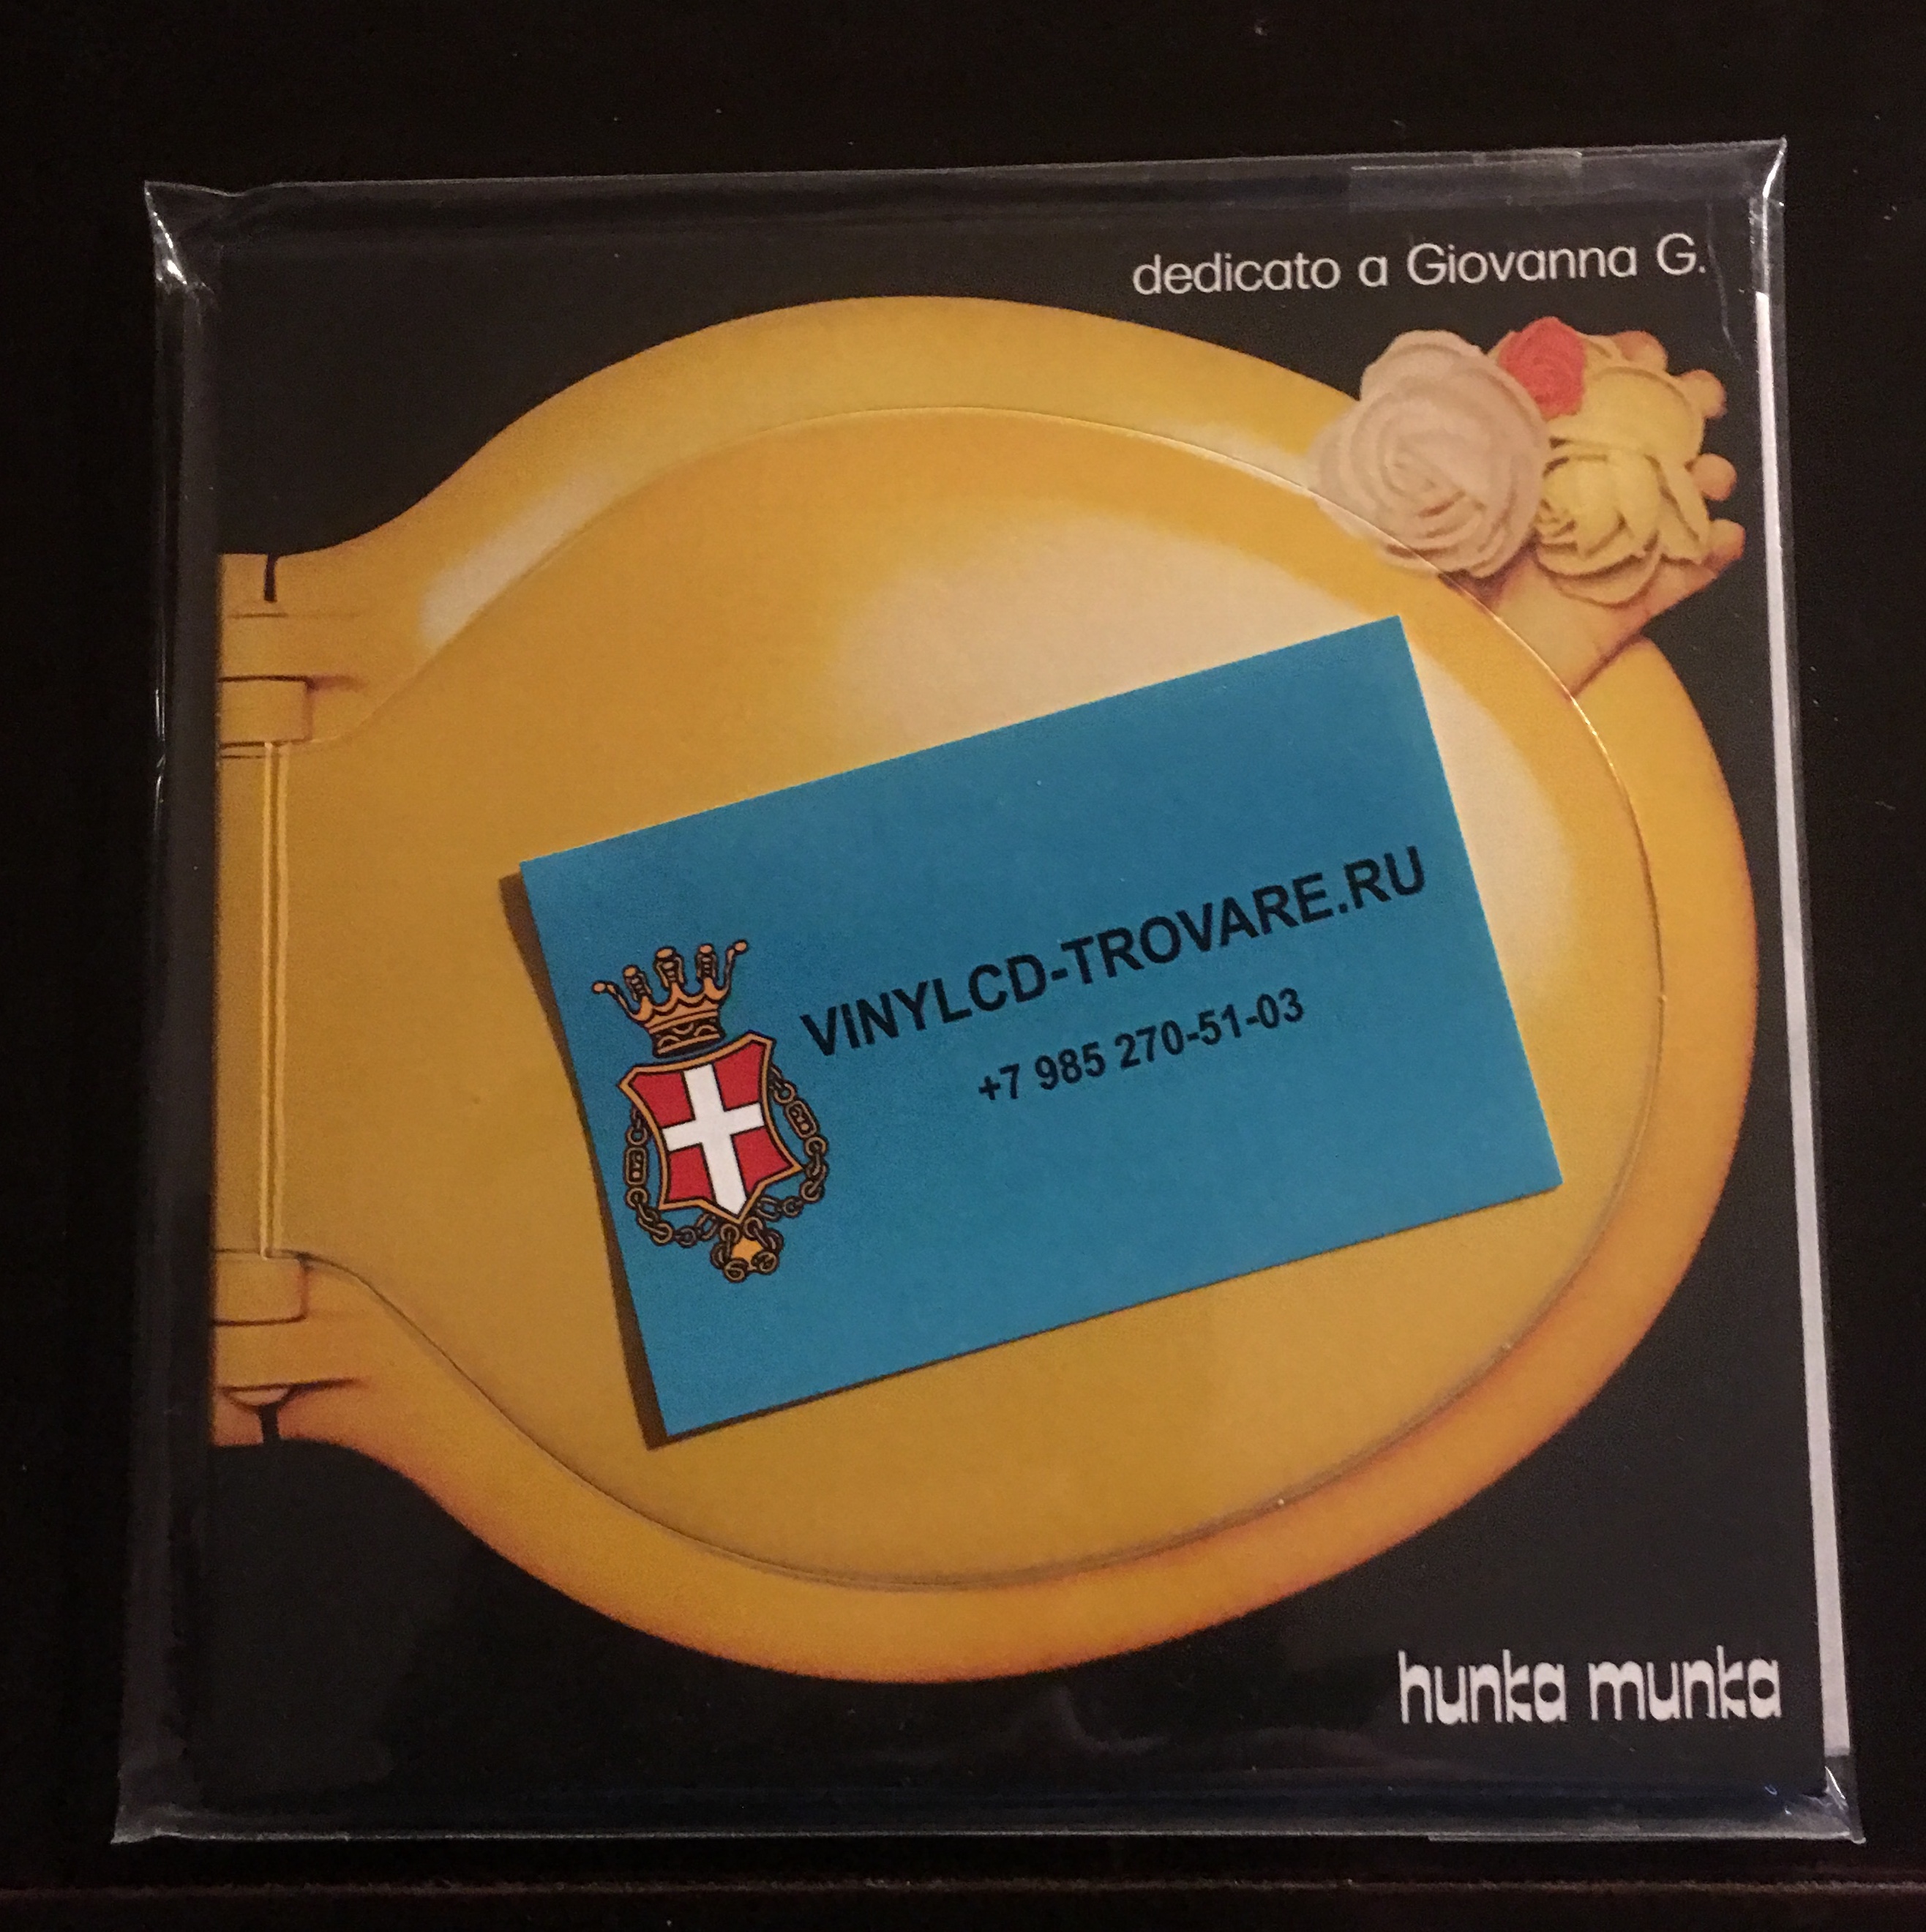 dedicato a Giovanna G.
VINYLCD-TROVARE.RU
+7 985 270-51-03
hunka munka